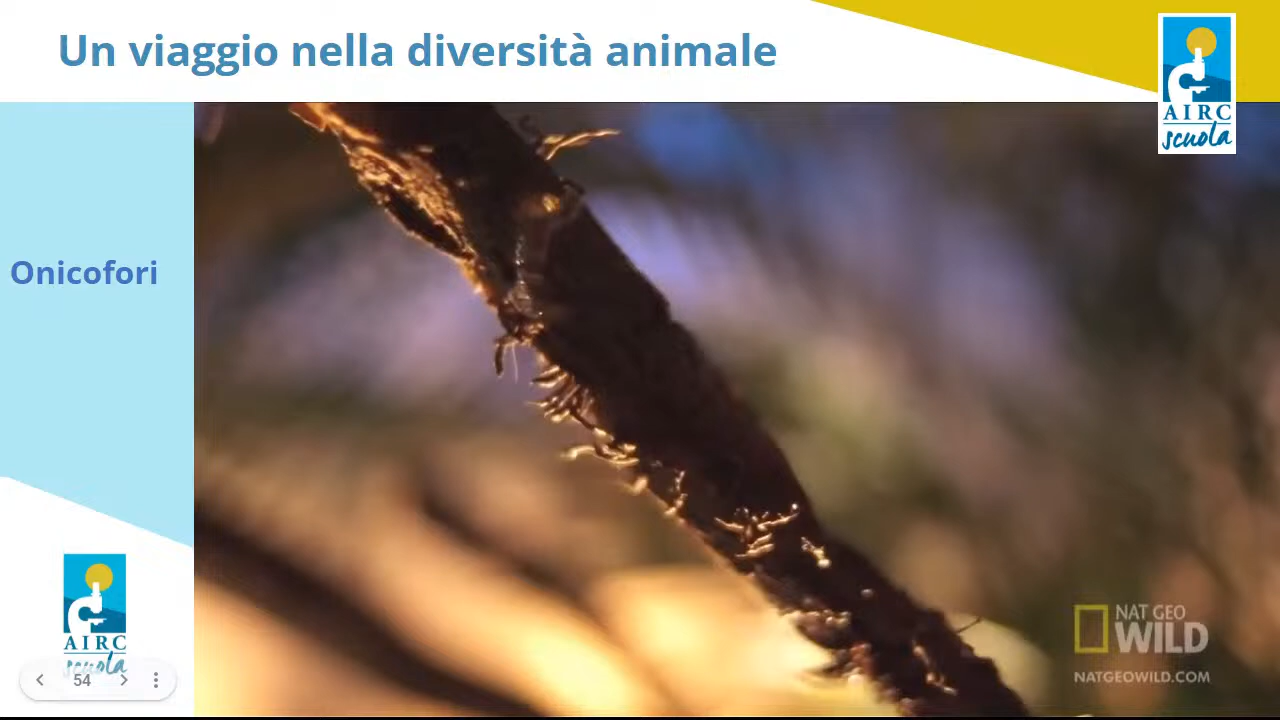 Un viaggio nella diversità animale
AIRC
scuola
Onicofori
AIRC
scuola
54
NAT GEO
WILD
NATGEOWILD.COM